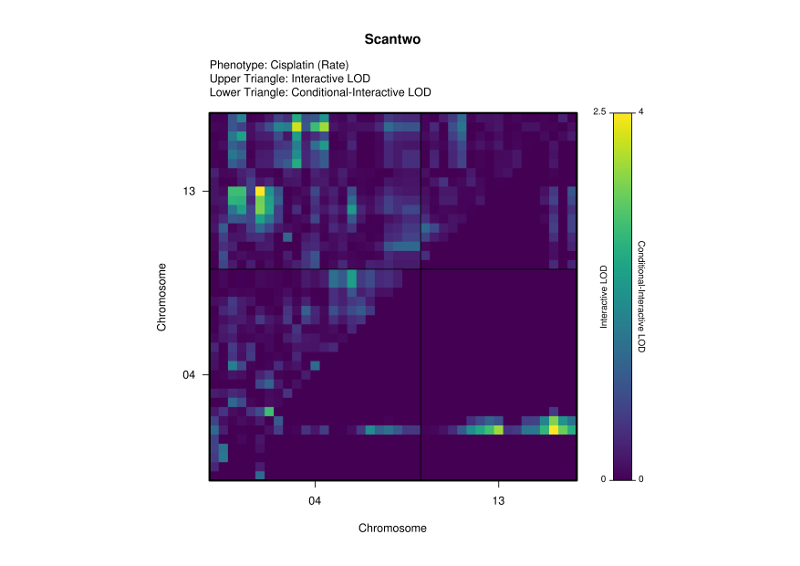 Scantwo
Phenotype: Cisplatin (Rate)
Upper Triangle: Interactive LOD
Lower Triangle: Conditional-Interactive LOD
2.5
4
13
04
Chromosome
Interactive LOD
Conditional-Interactive LOD
0
0
04
13
Chromosome